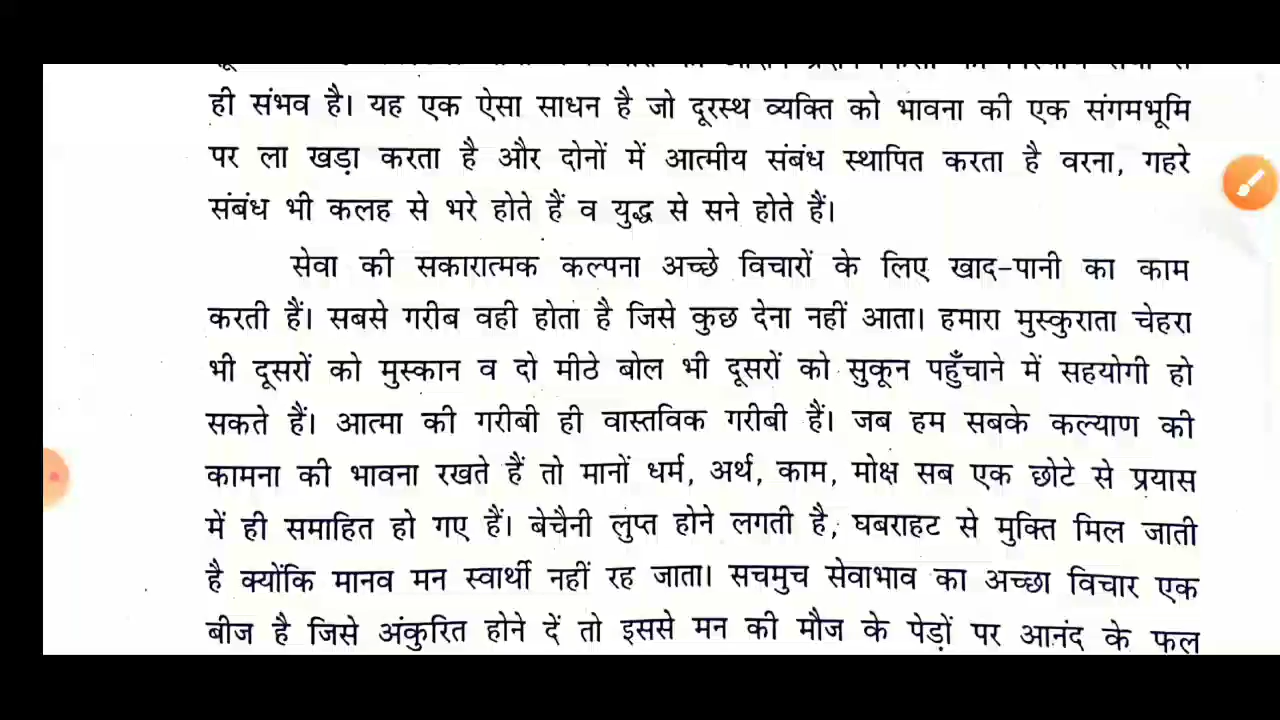 ही संभव है। यह एक ऐसा साधन है जो दूरस्थ व्यक्ति को भावना की एक संगमभूमि
पर ला खड़ा करता है और दोनों में आत्मीय संबंध स्थापित करता है वरना, गहरे
संबंध भी कलह से भरे होते हैं व युद्ध से सने होते हैं।
सेवा की सकारात्मक कल्पना अच्छे विचारों के लिए खाद-पानी का काम
करती हैं। सबसे गरीब वही होता है जिसे कुछ देना नहीं आता। हमारा मुस्कुराता चेहरा
भी दूसरों को मुस्कान व दो मीठे बोल भी दूसरों को सुकून पहुँचाने में सहयोगी हो
सकते हैं। आत्मा की गरीबी ही वास्तविक गरीबी हैं। जब हम सबके कल्याण की
कामना की भावना रखते हैं तो मानों धर्म, अर्थ, काम, मोक्ष सब एक छोटे से प्रयास
में ही समाहित हो गए हैं। बेचैनी लुप्त होने लगती है, घबराहट से मुक्ति मिल जाती
है क्योंकि मानव मन स्वार्थी नहीं रह जाता। सचमुच सेवाभाव का अच्छा विचार एक
बीज है जिसे अंकुरित होने दें तो इससे मन की मौज के पेड़ों पर आनंद के फल